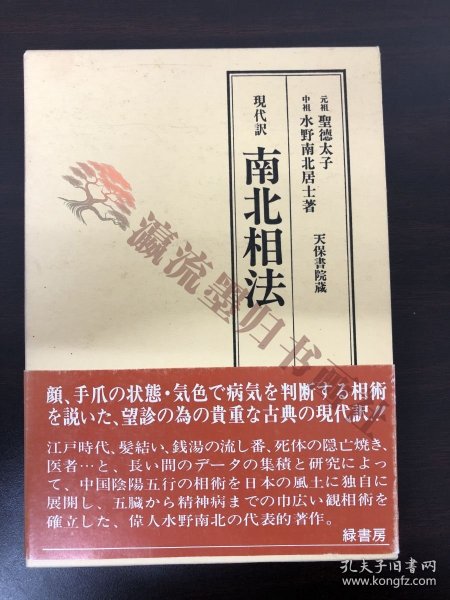 元祖 聖徳太子
中祖 水野南北居士著
天保書院蔵
現代訳 南北相法
瀛流墨归书
顔、手爪の状態・気色で病気を判断する相術
を説いた、望診の為の貴重な古典の現代訳!!
江戸時代、髪結い、銭湯の流し番、死体の隠亡焼き、
医者…と、長い間のデータの集積と研究によっ
て、中国陰陽五行の相術を日本の風土に独自に
展開し、五臓から精神病までの巾広い観相術を
確立した、偉人水野南北の代表的著作。
緑書房
孔夫子旧书网
www.kongfz.com